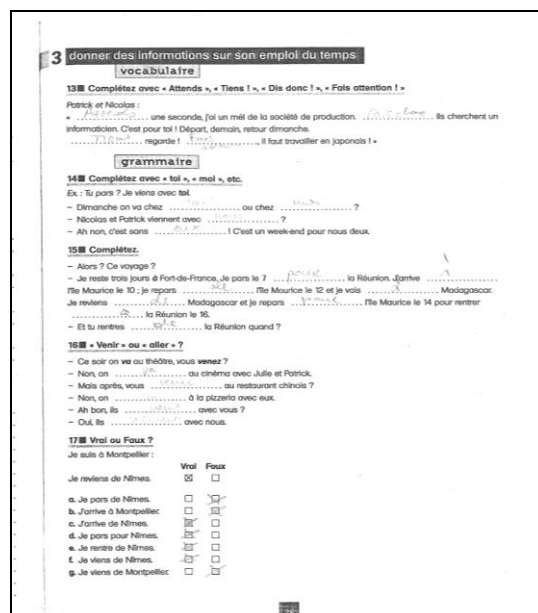 3 donner des informations sur son emploi du temps
vocabulaire
13 Complétez avec « Attends », « Tiens ! », « Dis donc ! », « Fais attention ! »
Patrick et Nicolas :
« Attends une seconde, j'ai un mél de la société de production. Ils cherchent un
informaticien. C'est pour toi ! Départ, demain, retour dimanche.
regarde ! , il faut travailler en japonais ! »
grammaire
14 Complétez avec « toi », « moi », etc.
Ex. : Tu pars ? Je viens avec toi.
– Dimanche on va chez ou chez ?
– Nicolas et Patrick viennent avec ?
– Ah non, c'est sans eux ! C'est un week-end pour nous deux.
15 Complétez.
– Alors ? Ce voyage ?
– Je reste trois jours à Fort-de-France. Je pars le 7 pour la Réunion. J'arrive à
l'île Maurice le 10 ; je repars de l'île Maurice le 12 et je vais à Madagascar.
Je reviens de Madagascar et je repars pour l'île Maurice le 14 pour rentrer
à la Réunion le 16.
– Et tu rentres de la Réunion quand ?
16 « Venir » ou « aller » ?
– Ce soir on va au théâtre, vous venez ?
– Non, on va au cinéma avec Julie et Patrick.
– Mais après, vous venez au restaurant chinois ?
– Non, on à la pizzeria avec eux.
– Ah bon, ils avec vous ?
– Oui, ils avec nous.
17 Vrai ou Faux ?
Je suis à Montpellier :
Vrai Faux
Je reviens de Nîmes.
a. Je pars de Nîmes.
b. J'arrive à Montpellier.
c. J'arrive de Nîmes.
d. Je pars pour Nîmes.
e. Je rentre de Nîmes.
f. Je viens de Nîmes.
g. Je viens de Montpellier.